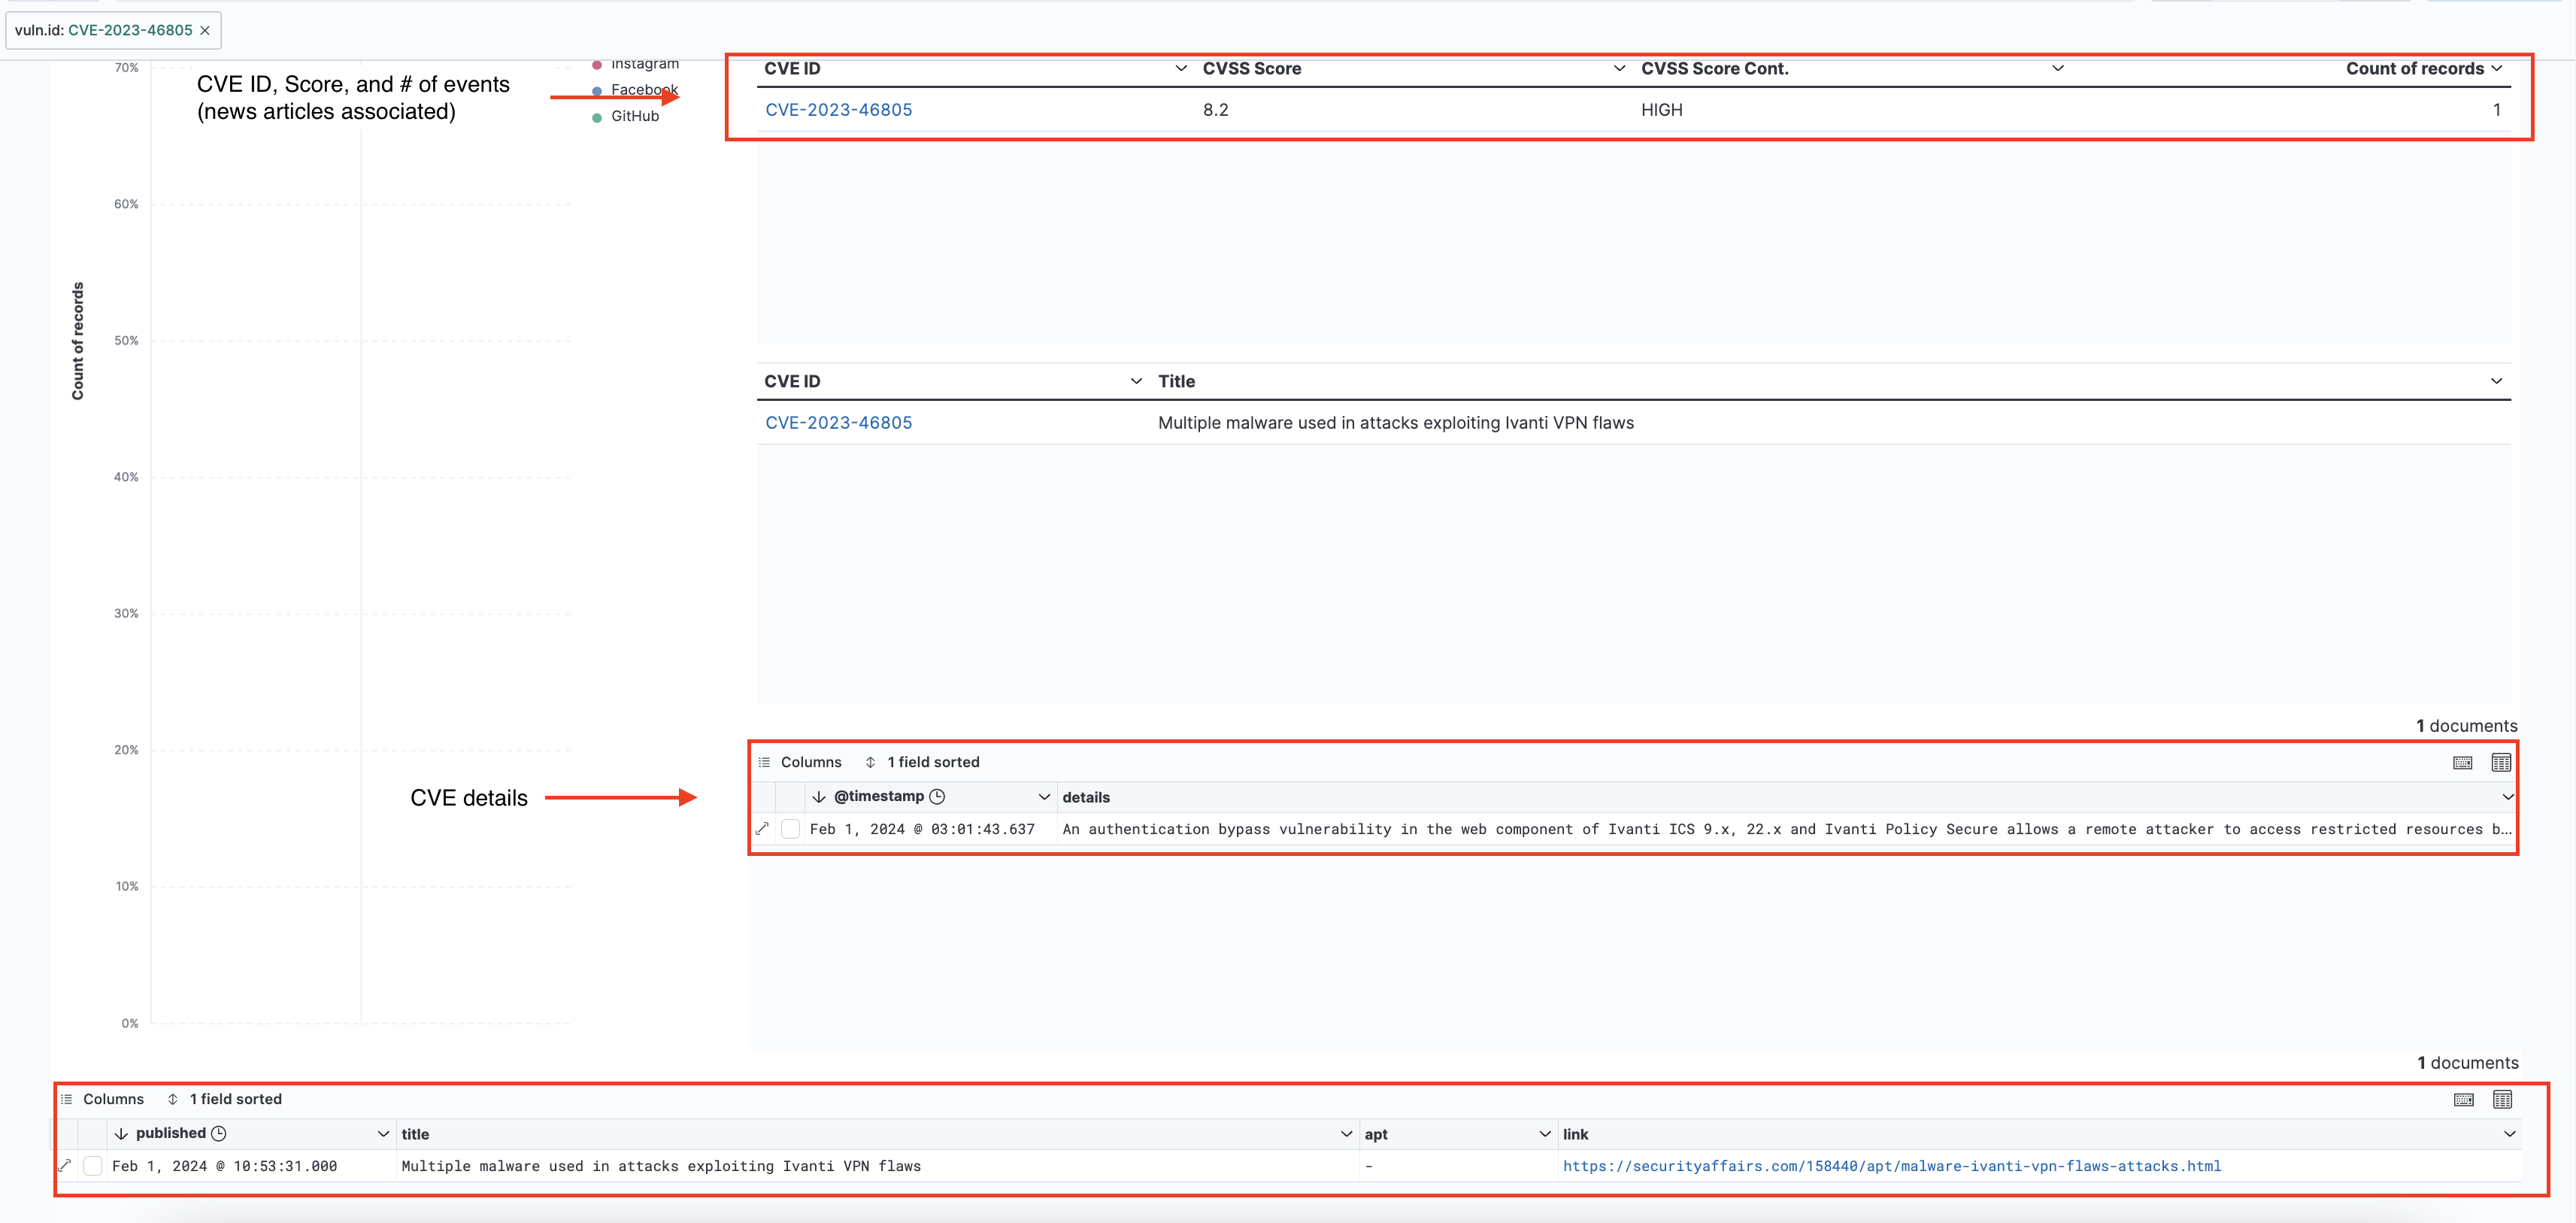 vuln.id: CVE-2023-46805
70%
CVE ID, Score, and # of events
(news articles associated)
Instagram
Facebook
GitHub
CVE ID CVSS Score CVSS Score Cont. Count of records
CVE-2023-46805 8.2 HIGH 1
60%
50%
Count of records
CVE ID Title
CVE-2023-46805 Multiple malware used in attacks exploiting Ivanti VPN flaws
40%
30%
20%
1 documents
Columns 1 field sorted
CVE details
@timestamp details
Feb 1, 2024 @ 03:01:43.637 An authentication bypass vulnerability in the web component of Ivanti ICS 9.x, 22.x and Ivanti Policy Secure allows a remote attacker to access restricted resources b…
10%
0%
1 documents
Columns 1 field sorted
published title apt link
Feb 1, 2024 @ 10:53:31.000 Multiple malware used in attacks exploiting Ivanti VPN flaws - https://securityaffairs.com/158440/apt/malware-ivanti-vpn-flaws-attacks.html